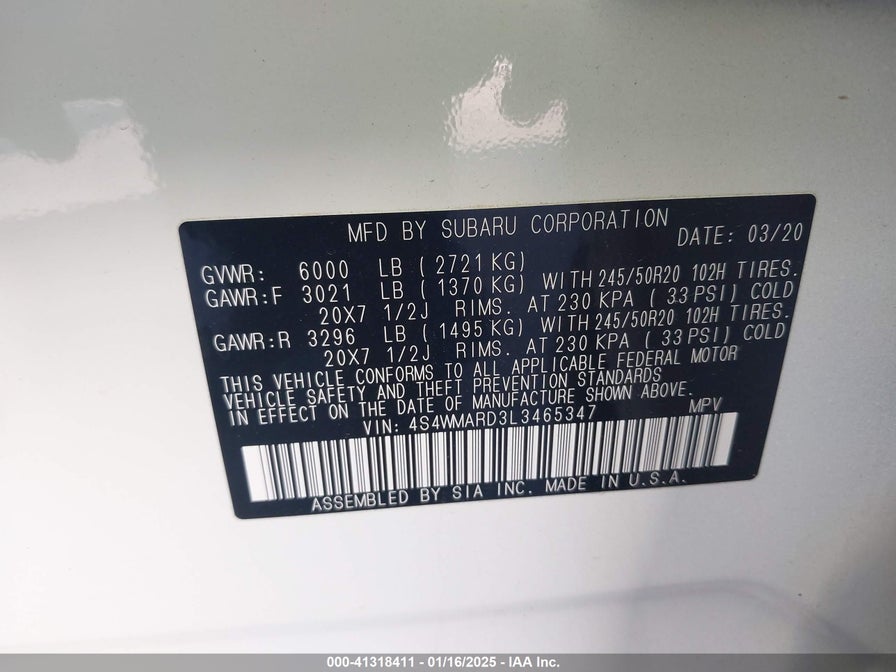 MFD BY SUBARU CORPORATION
DATE: 03/20
GVWR: 6000 LB ( 2721 KG)
GAWR:F 3021 LB ( 1370 KG) WITH 245/50R20 102H TIRES.
20X7 1/2J RIMS. AT 230 KPA ( 33 PSI) COLD
GAWR:R 3296 LB ( 1495 KG) WITH 245/50R20 102H TIRES.
20X7 1/2J RIMS. AT 230 KPA ( 33 PSI) COLD
THIS VEHICLE CONFORMS TO ALL APPLICABLE FEDERAL MOTOR
VEHICLE SAFETY AND THEFT PREVENTION STANDARDS
IN EFFECT ON THE DATE OF MANUFACTURE SHOWN ABOVE.
VIN: 4S4WMARD3L3465347 MPV
ASSEMBLED BY SIA INC. MADE IN U.S.A.
000-41318411 - 01/16/2025 - IAA Inc.